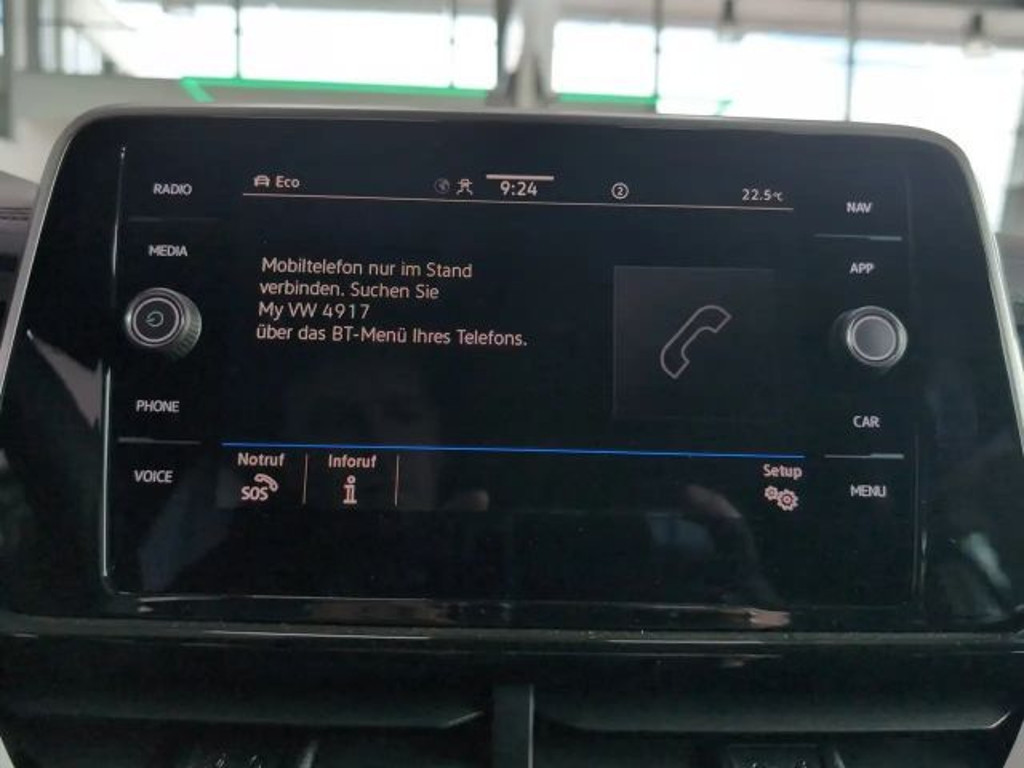 RADIO
MEDIA
PHONE
VOICE
Eco
9:24
2
22.5°C
Mobiltelefon nur im Stand
verbinden. Suchen Sie
My VW 4917
über das BT-Menü Ihres Telefons.
Notruf
SOS
Inforuf
i
Setup
NAV
APP
CAR
MENU